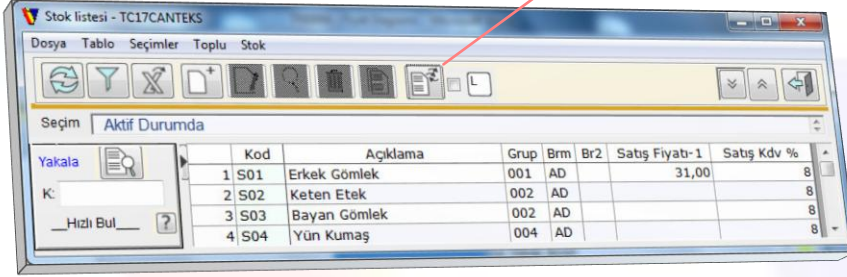 Stok listesi - TC17CANTEKS
Dosya Tablo Seçimler Toplu Stok
L
Seçim Aktif Durumda
Yakala
K:
__Hızlı Bul___ ?
Kod Açıklama Grup Brm Br2 Satış Fiyatı-1 Satış Kdv %
1 S01 Erkek Gömlek 001 AD 31,00 8
2 S02 Keten Etek 002 AD 8
3 S03 Bayan Gömlek 002 AD 8
4 S04 Yün Kumaş 004 AD 8